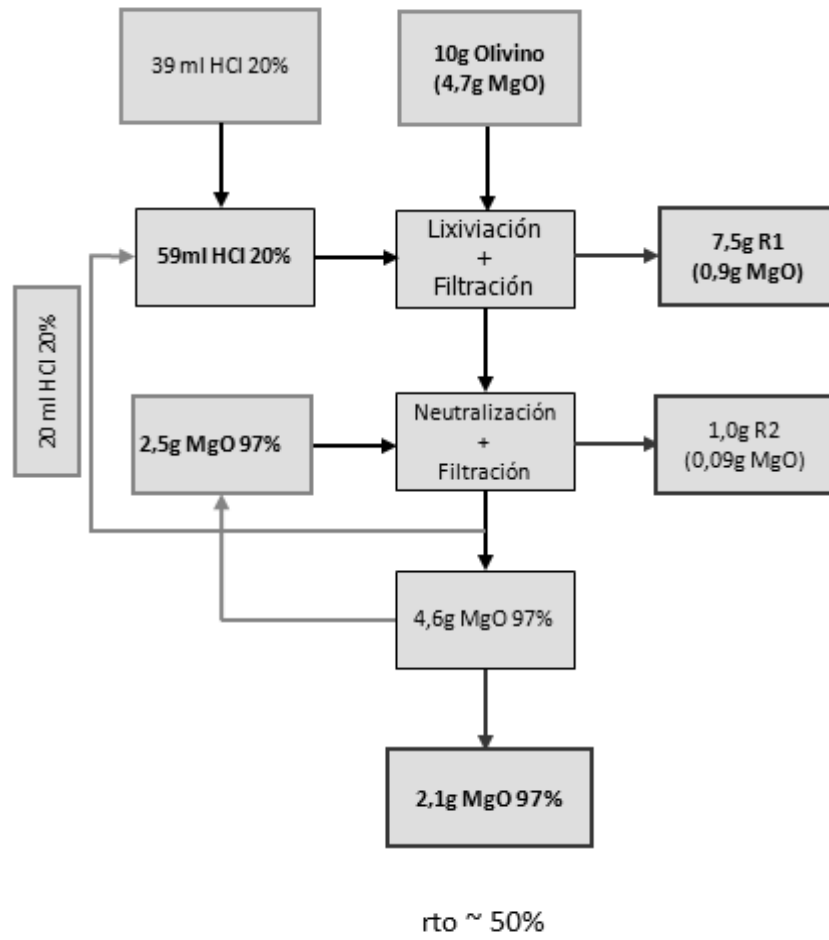 39 ml HCl 20%
10g Olivino
(4,7g MgO)
59ml HCl 20%
Lixiviación
+
Filtración
7,5g R1
(0,9g MgO)
20 ml HCl 20%
2,5g MgO 97%
Neutralización
+
Filtración
1,0g R2
(0,09g MgO)
4,6g MgO 97%
2,1g MgO 97%
rto ~ 50%